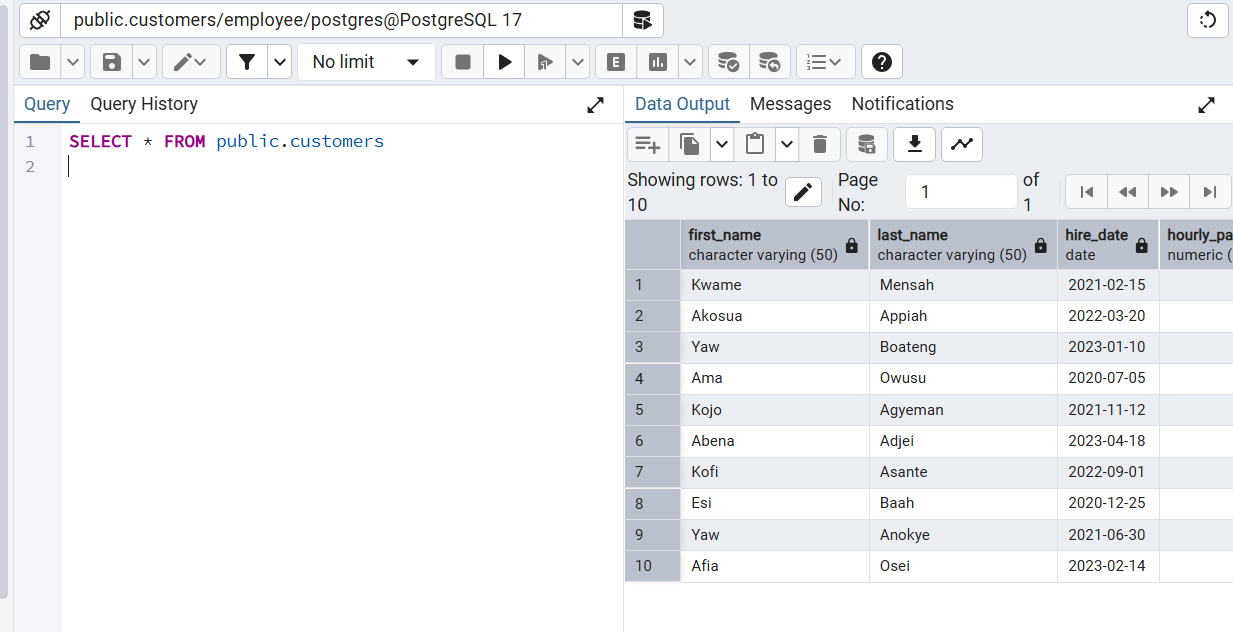 public.customers/employee/postgres@PostgreSQL 17
No limit
E
Query Query History
1 SELECT * FROM public.customers
2
Data Output Messages Notifications
Showing rows: 1 to
10
Page
No:
1
of
1
first_name last_name hire_date hourly_pa
character varying (50) character varying (50) date numeric (
1 Kwame Mensah 2021-02-15
2 Akosua Appiah 2022-03-20
3 Yaw Boateng 2023-01-10
4 Ama Owusu 2020-07-05
5 Kojo Agyeman 2021-11-12
6 Abena Adjei 2023-04-18
7 Kofi Asante 2022-09-01
8 Esi Baah 2020-12-25
9 Yaw Anokye 2021-06-30
10 Afia Osei 2023-02-14